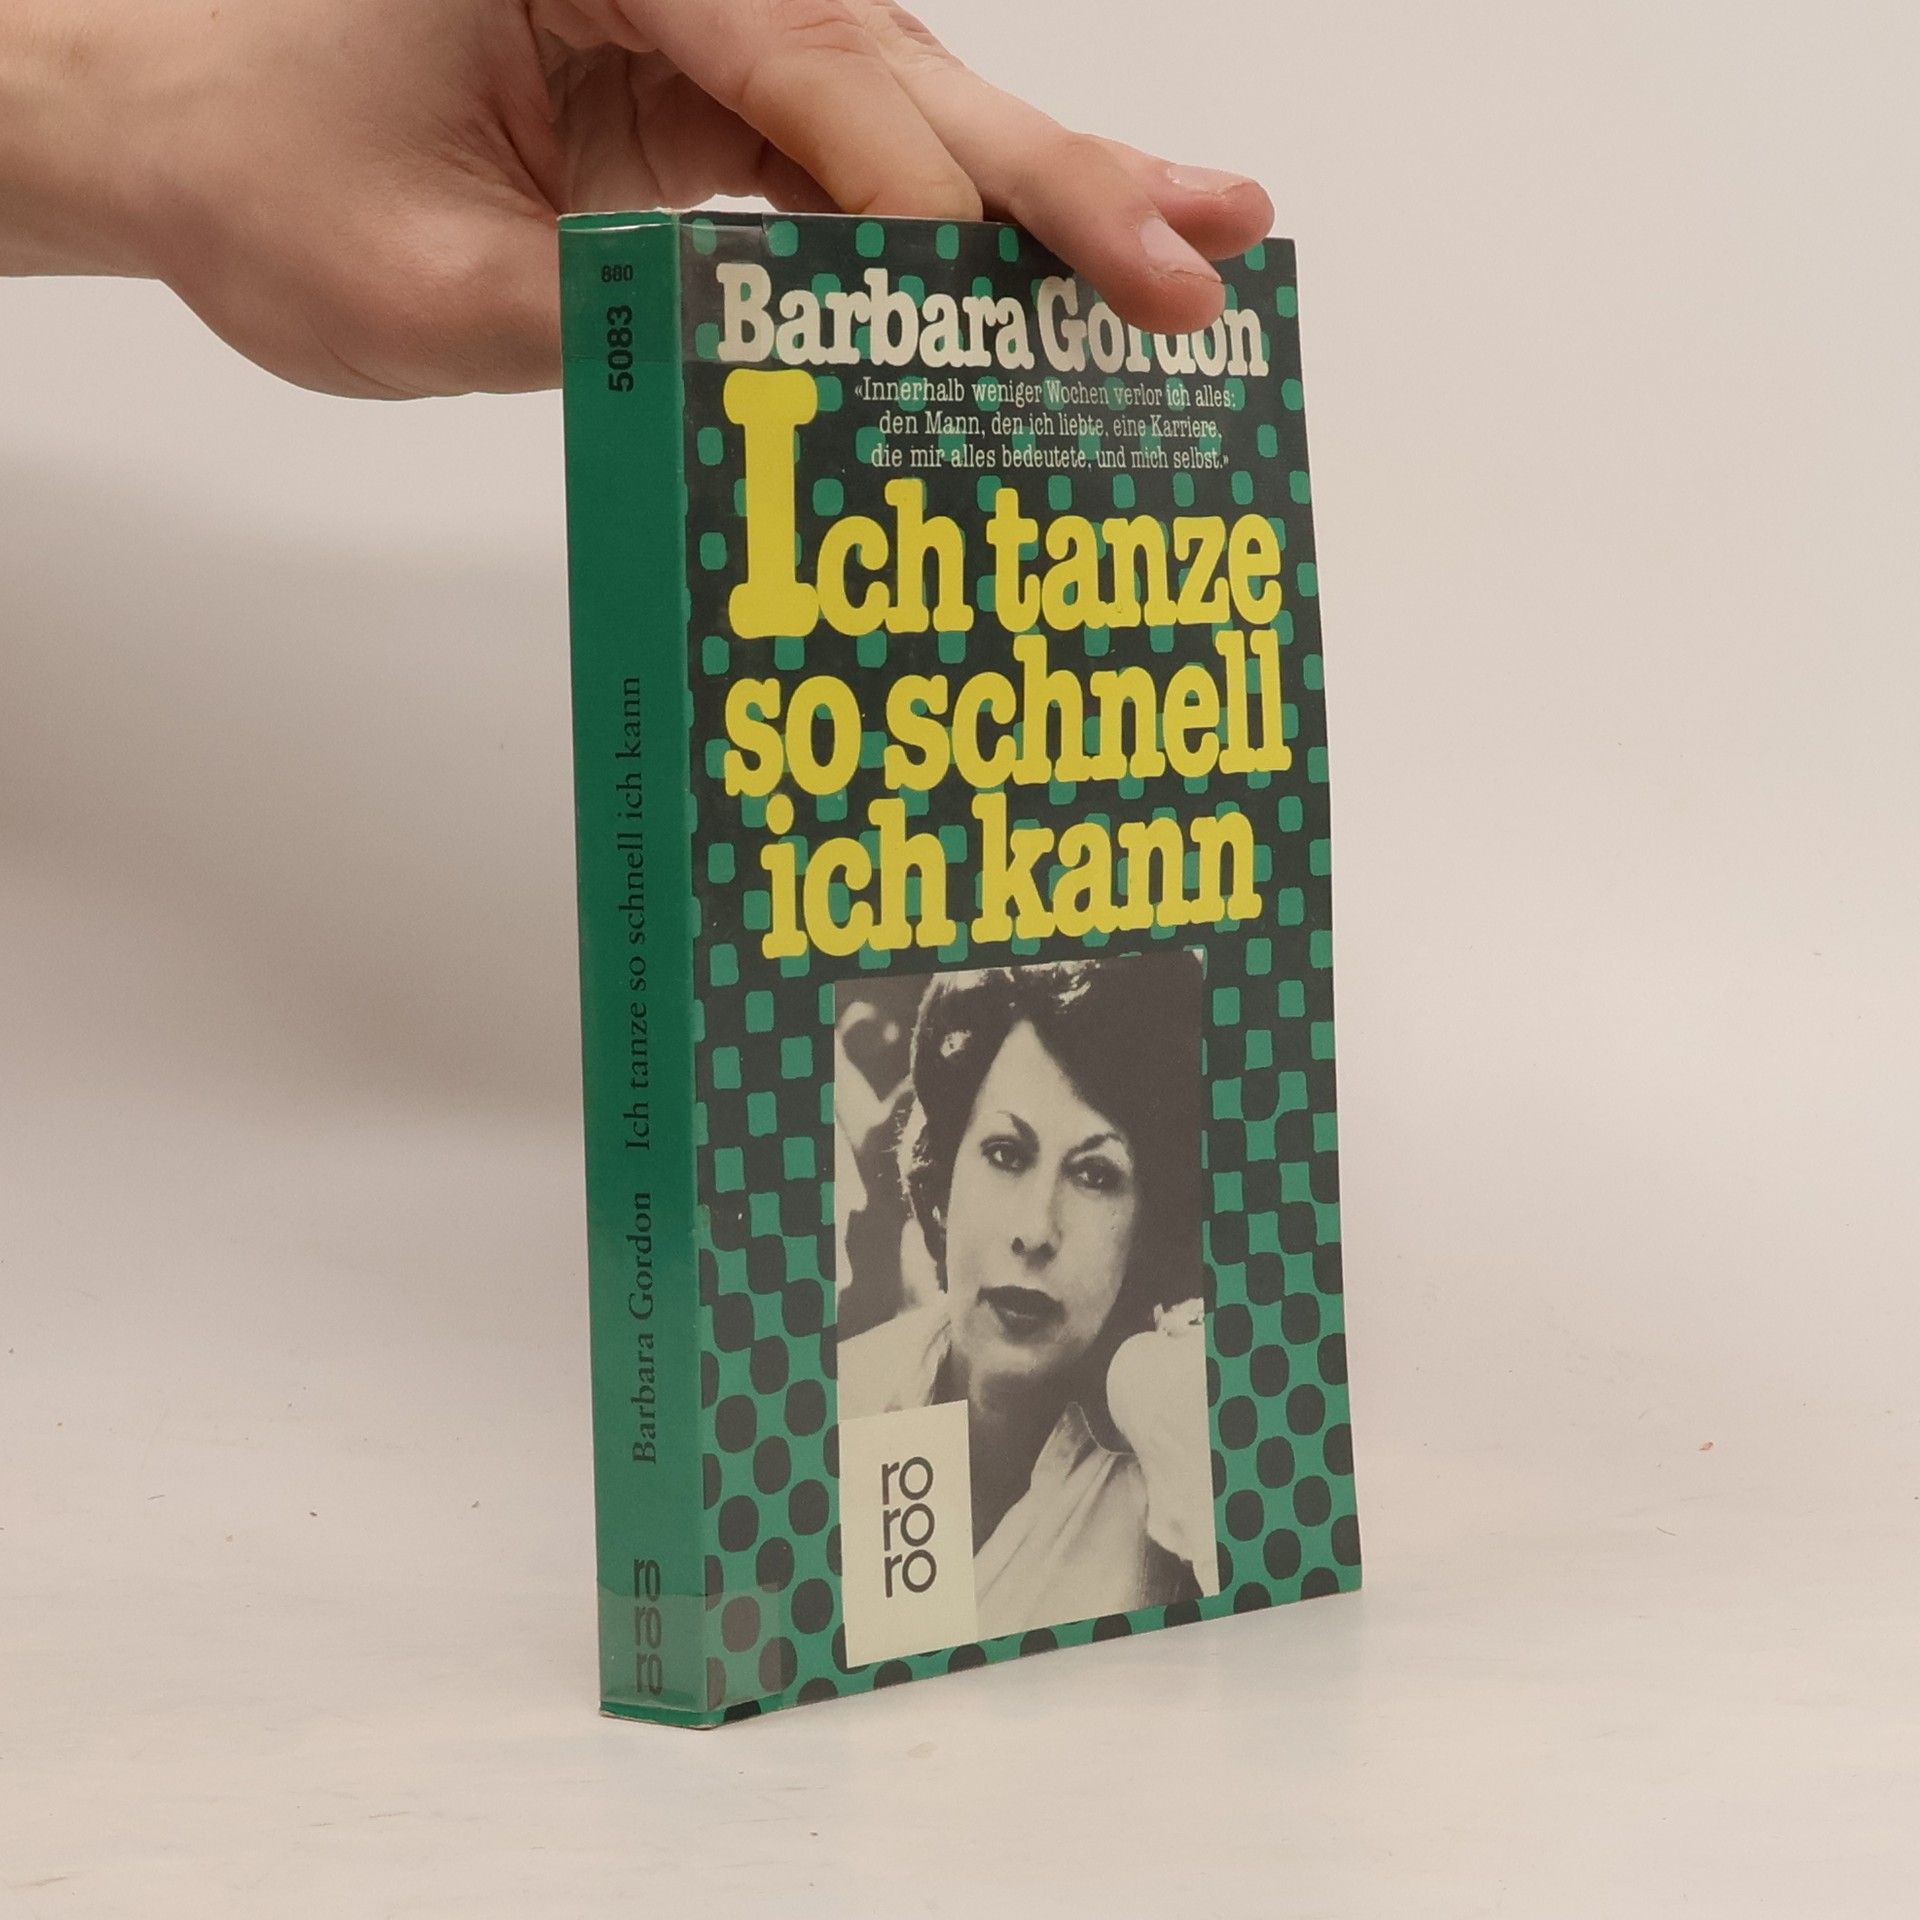 Barbara Gordon
«Innerhalb weniger Wochen verlor ich alles:
den Mann, den ich liebte, eine Karriere,
die mir alles bedeutete, und mich selbst.»
Ich tanze
so schnell
ich kann
ro
ro
ro
880
5083
Barbara Gordon Ich tanze so schnell ich kann
ro
ro
ro